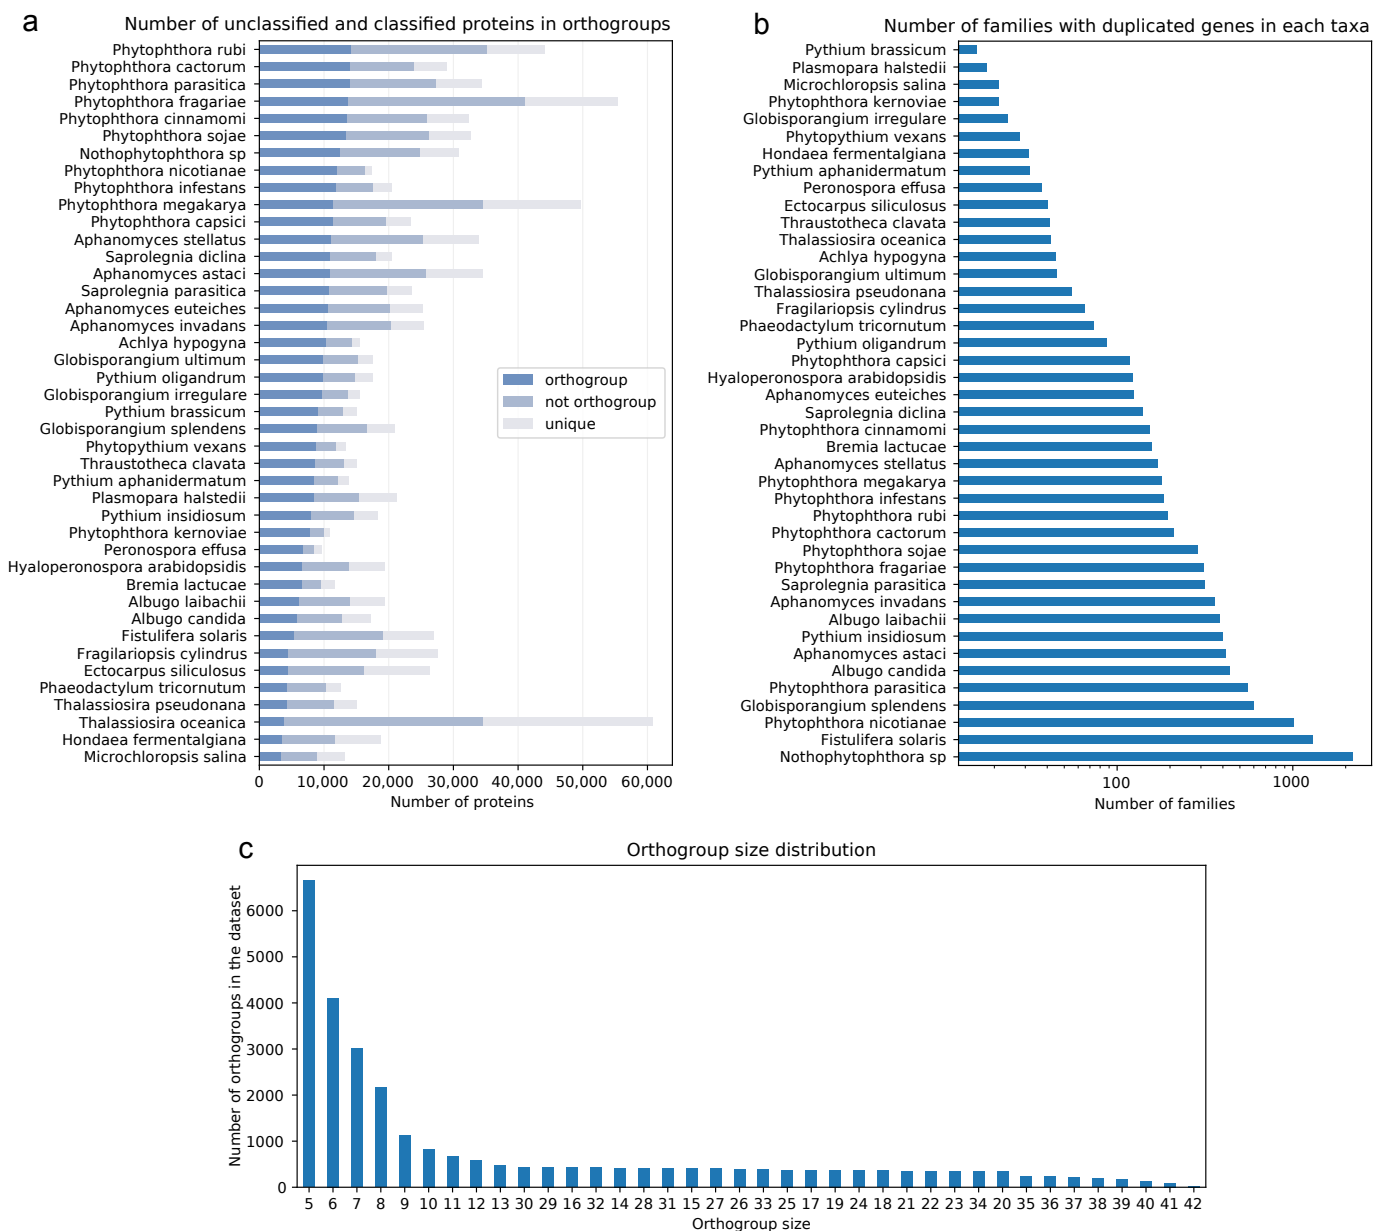 a
Number of unclassified and classified proteins in orthogroups
Phytophthora rubi
Phytophthora cactorum
Phytophthora parasitica
Phytophthora fragariae
Phytophthora cinnamomi
Phytophthora sojae
Nothophytophthora sp
Phytophthora nicotianae
Phytophthora infestans
Phytophthora megakarya
Phytophthora capsici
Aphanomyces stellatus
Saprolegnia diclina
Aphanomyces astaci
Saprolegnia parasitica
Aphanomyces euteiches
Aphanomyces invadans
Achlya hypogyna
Globisporangium ultimum
Pythium oligandrum
Globisporangium irregulare
Pythium brassicum
Globisporangium splendens
Phytopythium vexans
Thraustotheca clavata
Pythium aphanidermatum
Plasmopara halstedii
Pythium insidiosum
Phytophthora kernoviae
Peronospora effusa
Hyaloperonospora arabidopsidis
Bremia lactucae
Albugo laibachii
Albugo candida
Fistulifera solaris
Fragilariopsis cylindrus
Ectocarpus siliculosus
Phaeodactylum tricornutum
Thalassiosira pseudonana
Thalassiosira oceanica
Hondaea fermentalgiana
Microchloropsis salina
orthogroup
not orthogroup
unique
0 10,000 20,000 30,000 40,000 50,000 60,000
Number of proteins
b
Number of families with duplicated genes in each taxa
Pythium brassicum
Plasmopara halstedii
Microchloropsis salina
Phytophthora kernoviae
Globisporangium irregulare
Phytopythium vexans
Hondaea fermentalgiana
Pythium aphanidermatum
Peronospora effusa
Ectocarpus siliculosus
Thraustotheca clavata
Thalassiosira oceanica
Achlya hypogyna
Globisporangium ultimum
Thalassiosira pseudonana
Fragilariopsis cylindrus
Phaeodactylum tricornutum
Pythium oligandrum
Phytophthora capsici
Hyaloperonospora arabidopsidis
Aphanomyces euteiches
Saprolegnia diclina
Phytophthora cinnamomi
Bremia lactucae
Aphanomyces stellatus
Phytophthora megakarya
Phytophthora infestans
Phytophthora rubi
Phytophthora cactorum
Phytophthora sojae
Phytophthora fragariae
Saprolegnia parasitica
Aphanomyces invadans
Albugo laibachii
Pythium insidiosum
Aphanomyces astaci
Albugo candida
Phytophthora parasitica
Globisporangium splendens
Phytophthora nicotianae
Fistulifera solaris
Nothophytophthora sp
100 1000
Number of families
c
Orthogroup size distribution
Number of orthogroups in the dataset
6000
5000
4000
3000
2000
1000
0
5 6 7 8 9 10 11 12 13 30 29 16 32 14 28 31 15 27 26 33 25 17 19 24 18 21 22 23 34 20 35 36 37 38 39 40 41 42
Orthogroup size